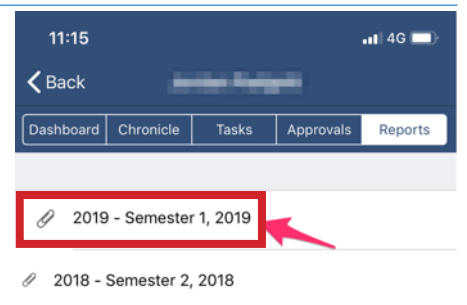 11:15 4G
Back
Dashboard Chronicle Tasks Approvals Reports
2019 - Semester 1, 2019
2018 - Semester 2, 2018